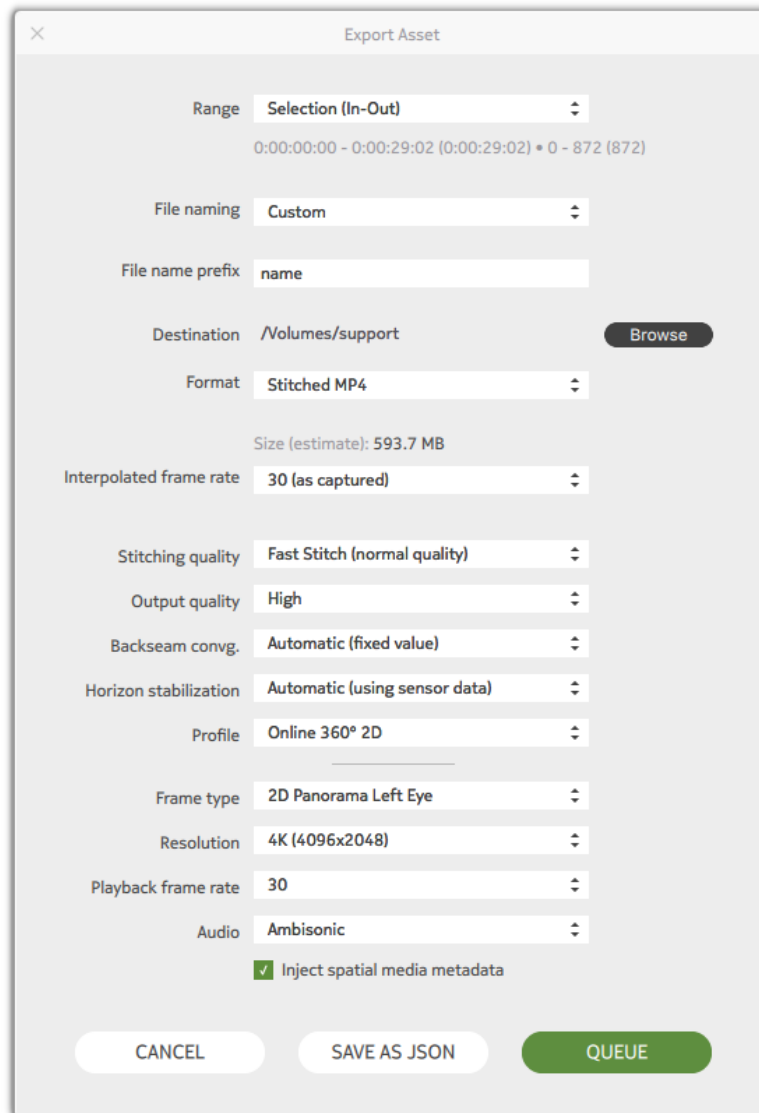 Export Asset
Range Selection (In-Out)
0:00:00:00 - 0:00:29:02 (0:00:29:02) • 0 - 872 (872)
File naming Custom
File name prefix name
Destination /Volumes/support Browse
Format Stitched MP4
Size (estimate): 593.7 MB
Interpolated frame rate 30 (as captured)
Stitching quality Fast Stitch (normal quality)
Output quality High
Backseam convg. Automatic (fixed value)
Horizon stabilization Automatic (using sensor data)
Profile Online 360° 2D
Frame type 2D Panorama Left Eye
Resolution 4K (4096x2048)
Playback frame rate 30
Audio Ambisonic
Inject spatial media metadata
CANCEL SAVE AS JSON QUEUE